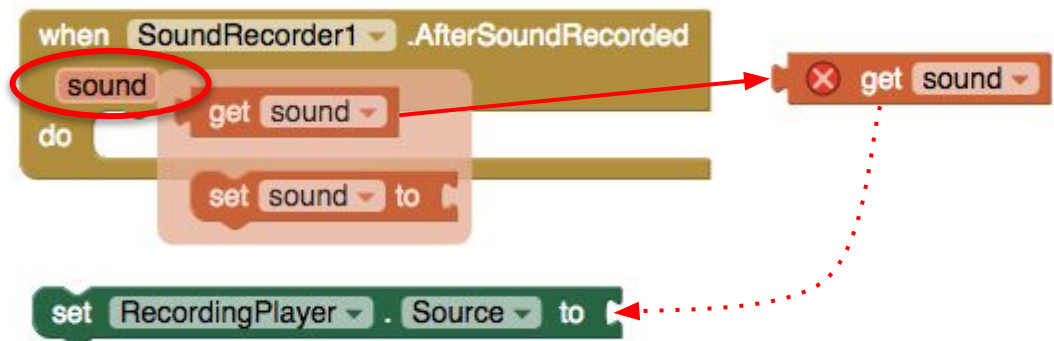 when SoundRecorder1 .AfterSoundRecorded
sound
get sound
get sound
do
set sound to
set RecordingPlayer . Source to